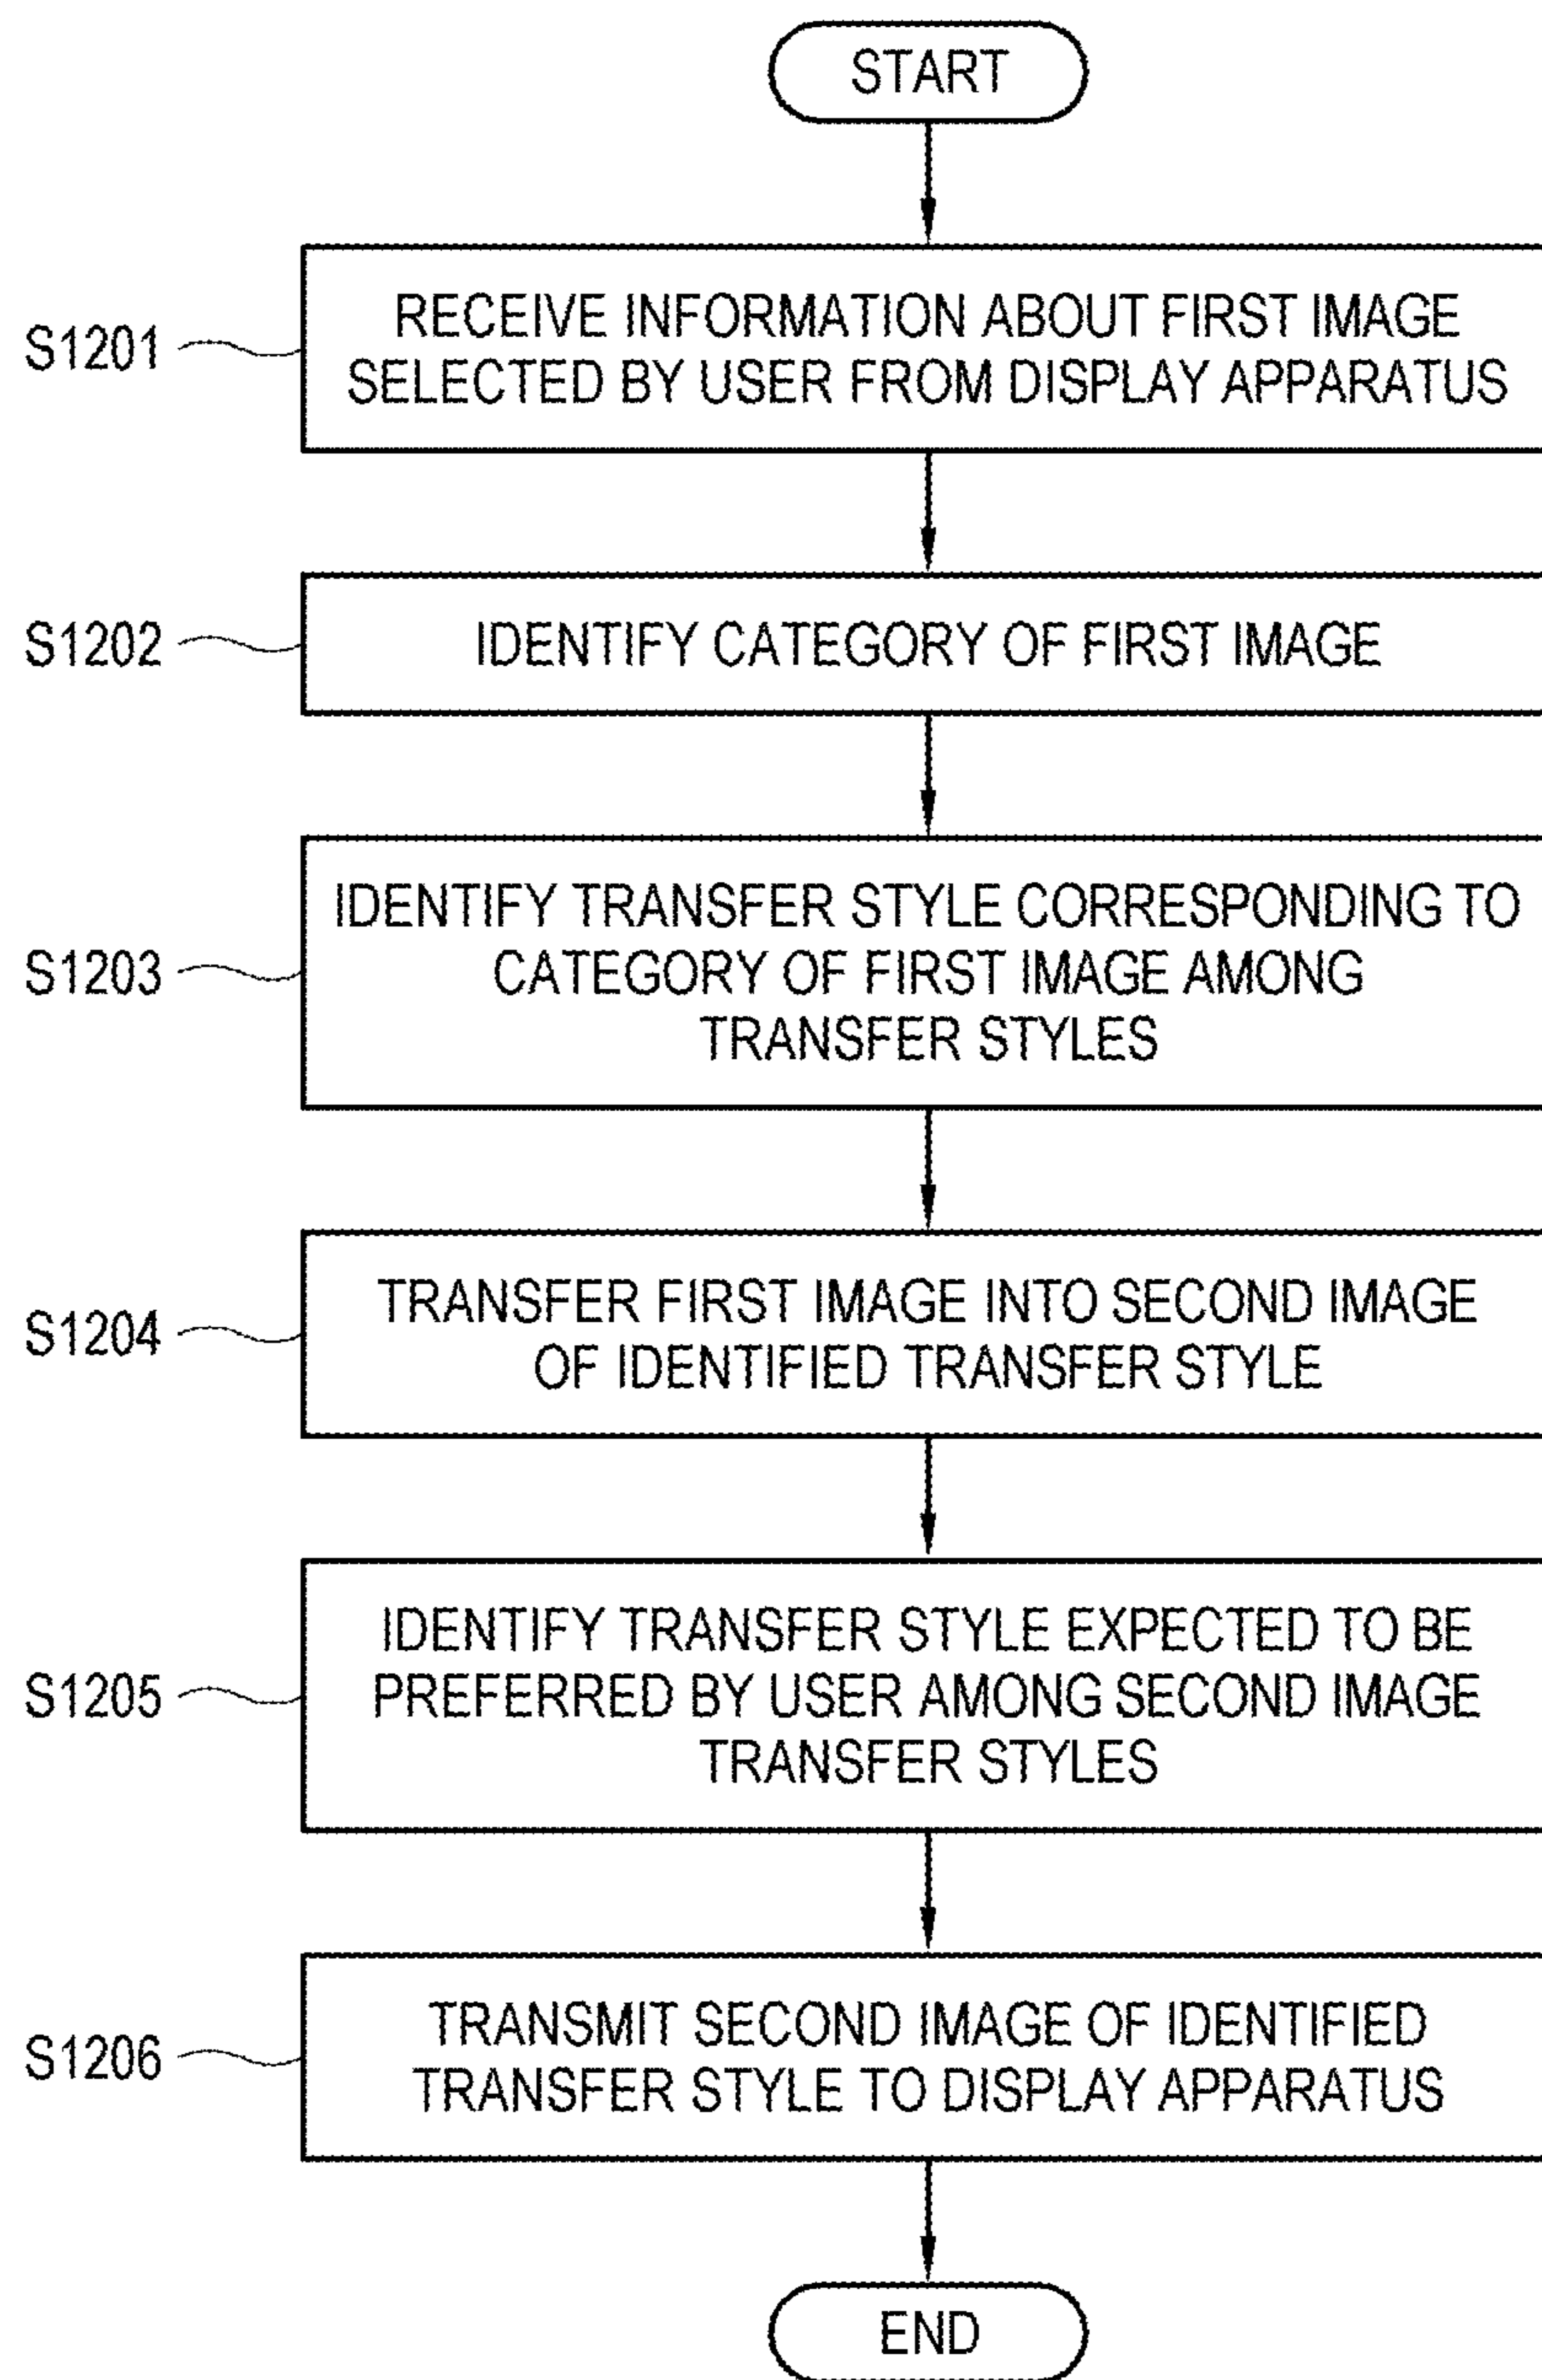 START
S1201
RECEIVE INFORMATION ABOUT FIRST IMAGE
SELECTED BY USER FROM DISPLAY APPARATUS
S1202
IDENTIFY CATEGORY OF FIRST IMAGE
S1203
IDENTIFY TRANSFER STYLE CORRESPONDING TO
CATEGORY OF FIRST IMAGE AMONG
TRANSFER STYLES
S1204
TRANSFER FIRST IMAGE INTO SECOND IMAGE
OF IDENTIFIED TRANSFER STYLE
S1205
IDENTIFY TRANSFER STYLE EXPECTED TO BE
PREFERRED BY USER AMONG SECOND IMAGE
TRANSFER STYLES
S1206
TRANSMIT SECOND IMAGE OF IDENTIFIED
TRANSFER STYLE TO DISPLAY APPARATUS
END